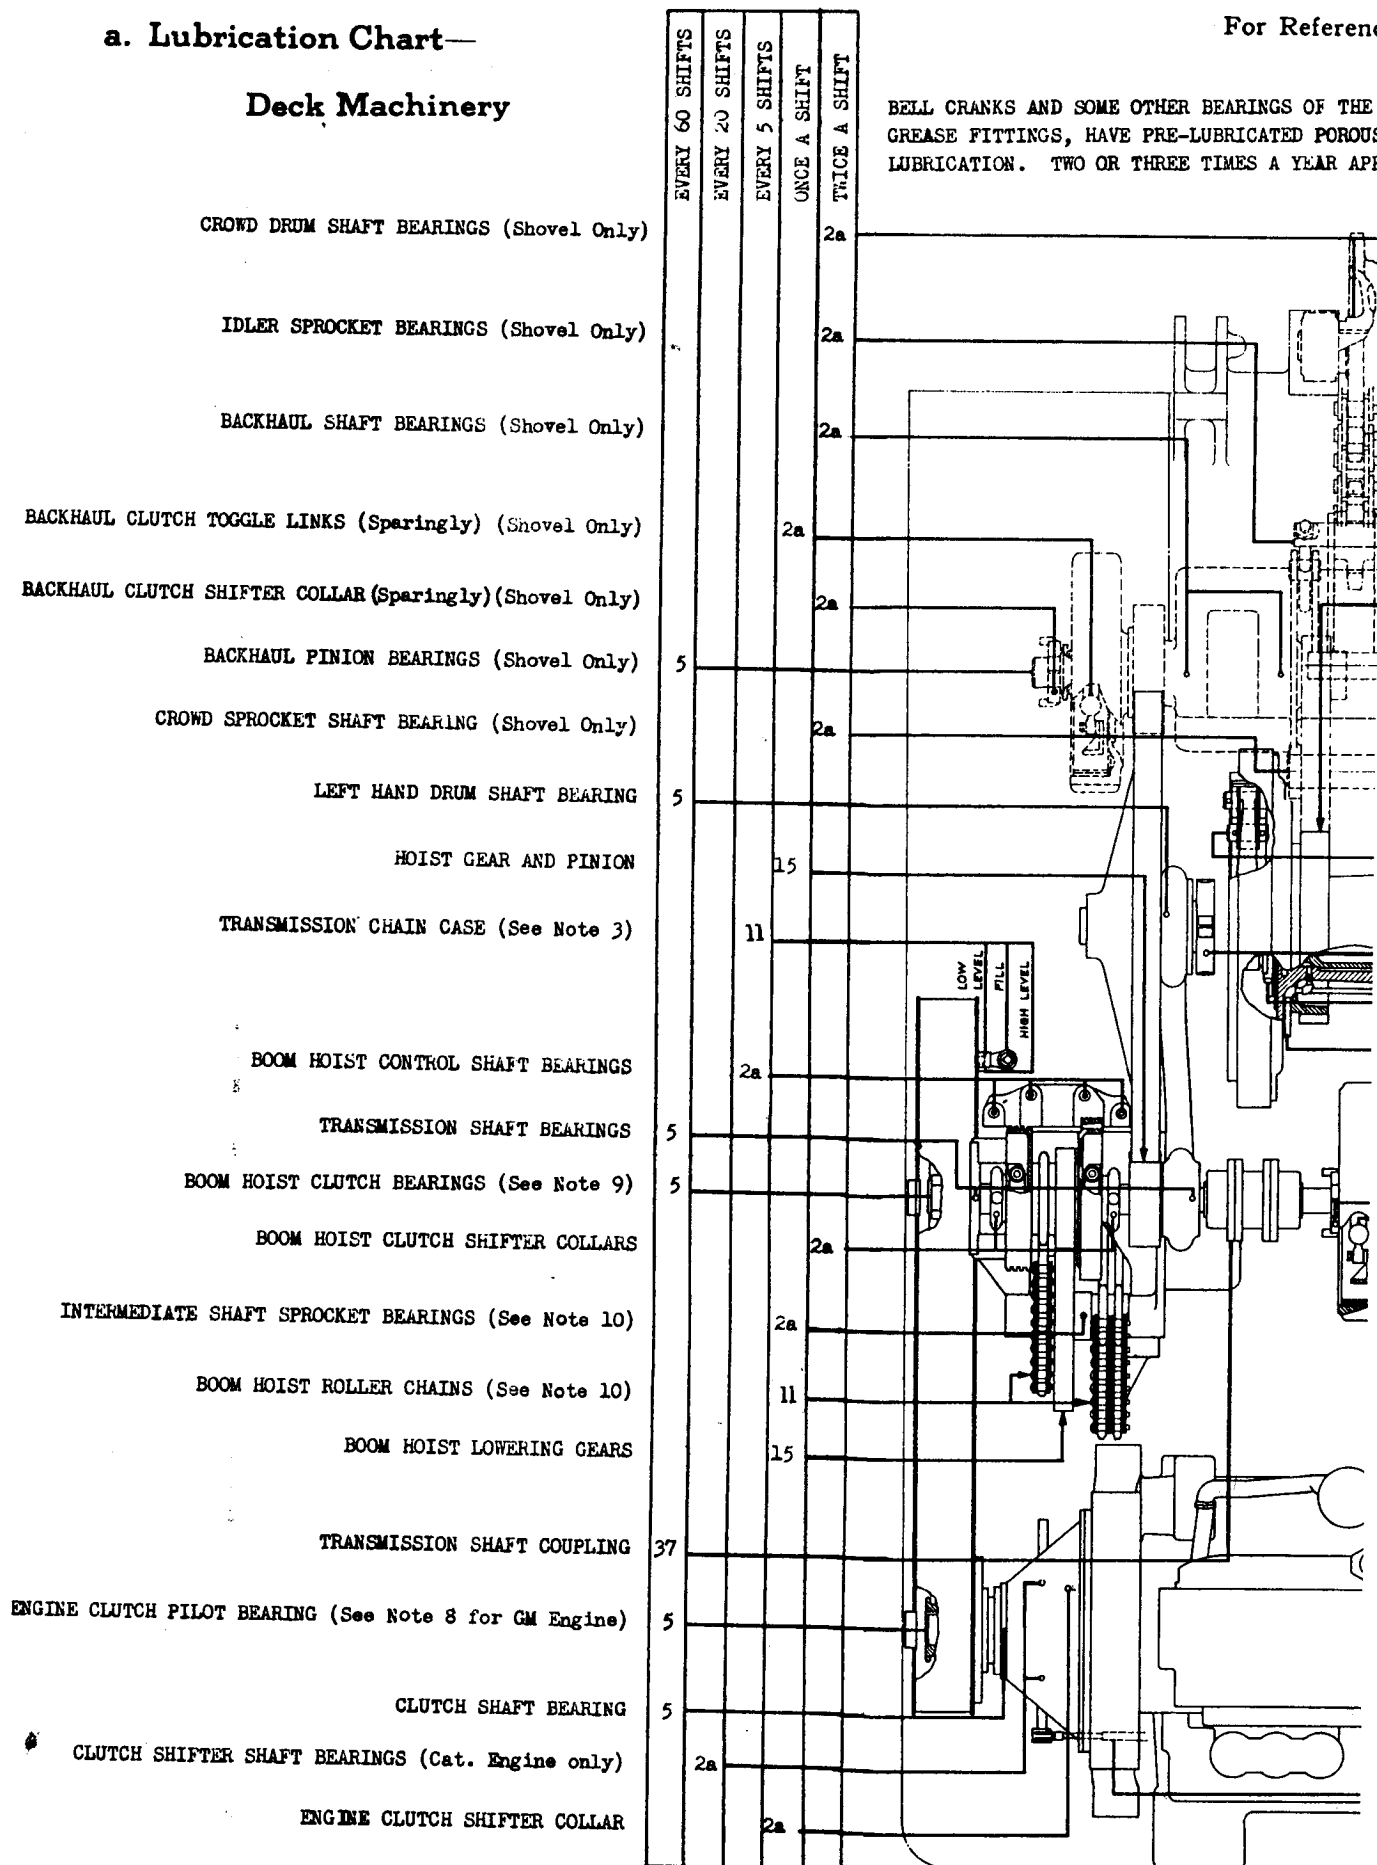 a. Lubrication Chart—
Deck Machinery
EVERY 60 SHIFTS
EVERY 20 SHIFTS
EVERY 5 SHIFTS
ONCE A SHIFT
TWICE A SHIFT
For Referenc
BELL CRANKS AND SOME OTHER BEARINGS OF THE
GREASE FITTINGS, HAVE PRE-LUBRICATED POROUS
LUBRICATION. TWO OR THREE TIMES A YEAR APP
CROWD DRUM SHAFT BEARINGS (Shovel Only) 2a
IDLER SPROCKET BEARINGS (Shovel Only) 2a
BACKHAUL SHAFT BEARINGS (Shovel Only) 2a
BACKHAUL CLUTCH TOGGLE LINKS (Sparingly) (Shovel Only) 2a
BACKHAUL CLUTCH SHIFTER COLLAR (Sparingly) (Shovel Only) 2a
BACKHAUL PINION BEARINGS (Shovel Only) 5
CROWD SPROCKET SHAFT BEARING (Shovel Only) 2a
LEFT HAND DRUM SHAFT BEARING 5
HOIST GEAR AND PINION 15
TRANSMISSION CHAIN CASE (See Note 3) 11
LOW LEVEL
FILL
HIGH LEVEL
BOOM HOIST CONTROL SHAFT BEARINGS 2a
TRANSMISSION SHAFT BEARINGS 5
BOOM HOIST CLUTCH BEARINGS (See Note 9) 5
BOOM HOIST CLUTCH SHIFTER COLLARS 2a
INTERMEDIATE SHAFT SPROCKET BEARINGS (See Note 10) 2a
BOOM HOIST ROLLER CHAINS (See Note 10) 11
BOOM HOIST LOWERING GEARS 15
TRANSMISSION SHAFT COUPLING 37
ENGINE CLUTCH PILOT BEARING (See Note 8 for GM Engine) 5
CLUTCH SHAFT BEARING 5
CLUTCH SHIFTER SHAFT BEARINGS (Cat. Engine only) 2a
ENGINE CLUTCH SHIFTER COLLAR 2a